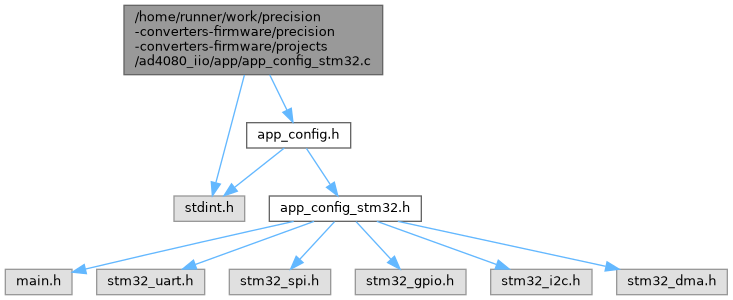 /home/runner/work/precision
-converters-firmware/precision
-converters-firmware/projects
/ad4080_iio/app/app_config_stm32.c
app_config.h
stdint.h
app_config_stm32.h
main.h
stm32_uart.h
stm32_spi.h
stm32_gpio.h
stm32_i2c.h
stm32_dma.h